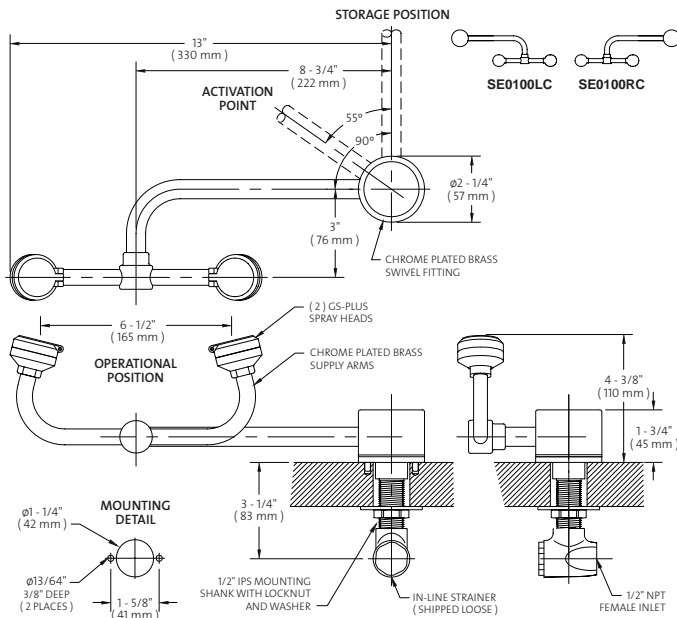 STORAGE POSITION
13"
( 330 mm )
8 - 3/4"
( 222 mm )
ACTIVATION
POINT
55º
90º
SE0100LC
SE0100RC
ø2 - 1/4"
( 57 mm )
3"
( 76 mm )
CHROME PLATED BRASS
SWIVEL FITTING
6 - 1/2"
( 165 mm )
( 2 ) GS-PLUS
SPRAY HEADS
OPERATIONAL
POSITION
CHROME PLATED BRASS
SUPPLY ARMS
4 - 3/8"
( 110 mm )
1 - 3/4"
( 45 mm )
3 - 1/4"
( 83 mm )
MOUNTING
DETAIL
ø1 - 1/4"
( 42 mm )
ø13/64"
3/8" DEEP
( 2 PLACES )
1 - 5/8"
( 41 mm )
1/2" IPS MOUNTING
SHANK WITH LOCKNUT
AND WASHER
IN-LINE STRAINER
( SHIPPED LOOSE )
1/2" NPT
FEMALE INLET